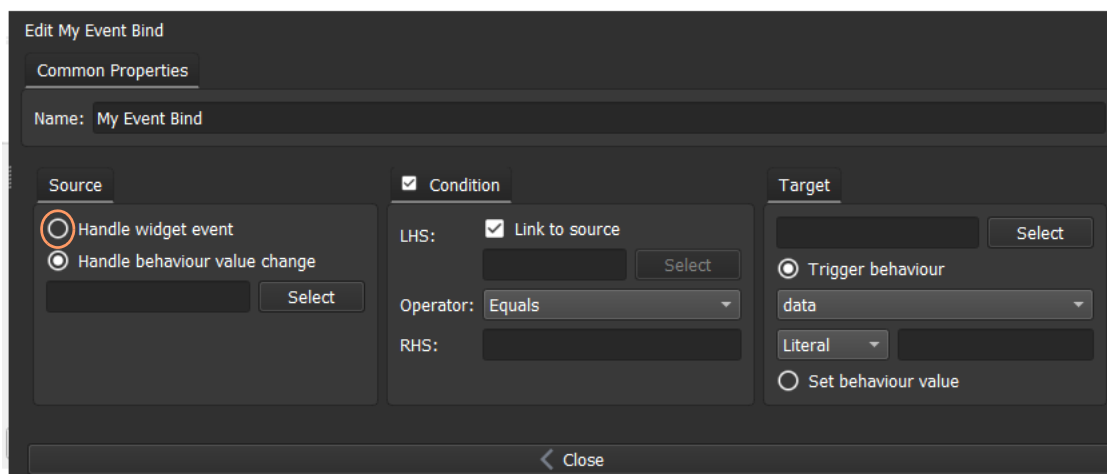 Edit My Event Bind
Common Properties
Name: My Event Bind
Source
Handle widget event
Handle behaviour value change
Select
Condition
LHS: Link to source
Select
Operator: Equals
RHS:
Target
Select
Trigger behaviour
data
Literal
Set behaviour value
Close